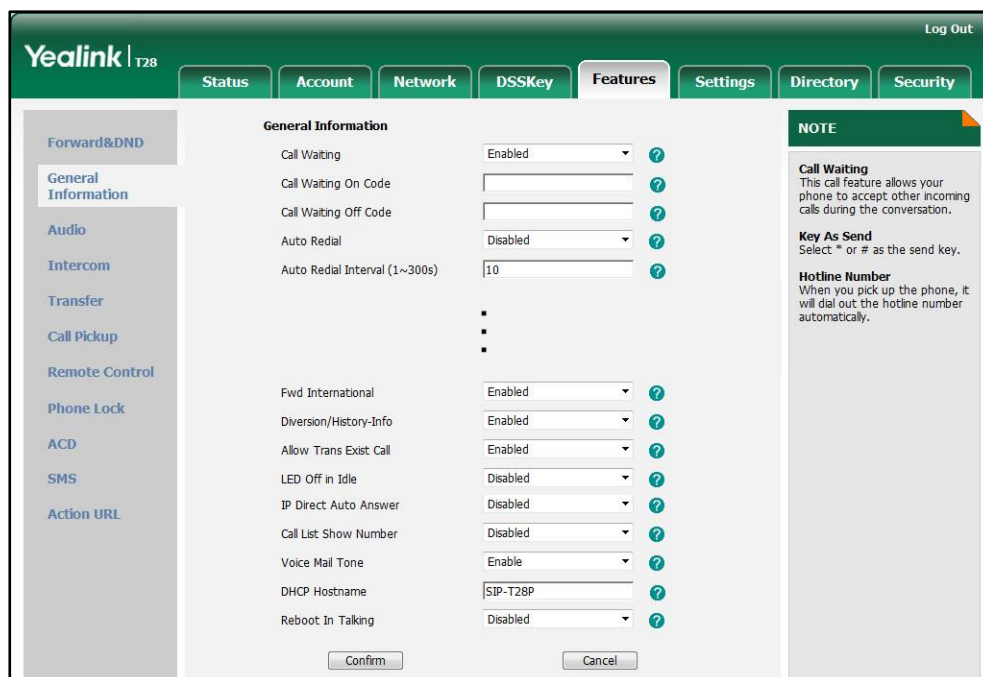 Log Out
Yealink T28
Status Account Network DSSKey Features Settings Directory Security
Forward&DND
General
Information
Audio
Intercom
Transfer
Call Pickup
Remote Control
Phone Lock
ACD
SMS
Action URL
General Information
Call Waiting Enabled ?
Call Waiting On Code ?
Call Waiting Off Code ?
Auto Redial Disabled ?
Auto Redial Interval (1~300s) 10 ?
Fwd International Enabled ?
Diversion/History-Info Enabled ?
Allow Trans Exist Call Enabled ?
LED Off in Idle Disabled ?
IP Direct Auto Answer Disabled ?
Call List Show Number Disabled ?
Voice Mail Tone Enable ?
DHCP Hostname SIP-T28P ?
Reboot In Talking Disabled ?
Confirm Cancel
NOTE
Call Waiting
This call feature allows your
phone to accept other incoming
calls during the conversation.
Key As Send
Select * or # as the send key.
Hotline Number
When you pick up the phone, it
will dial out the hotline number
automatically.